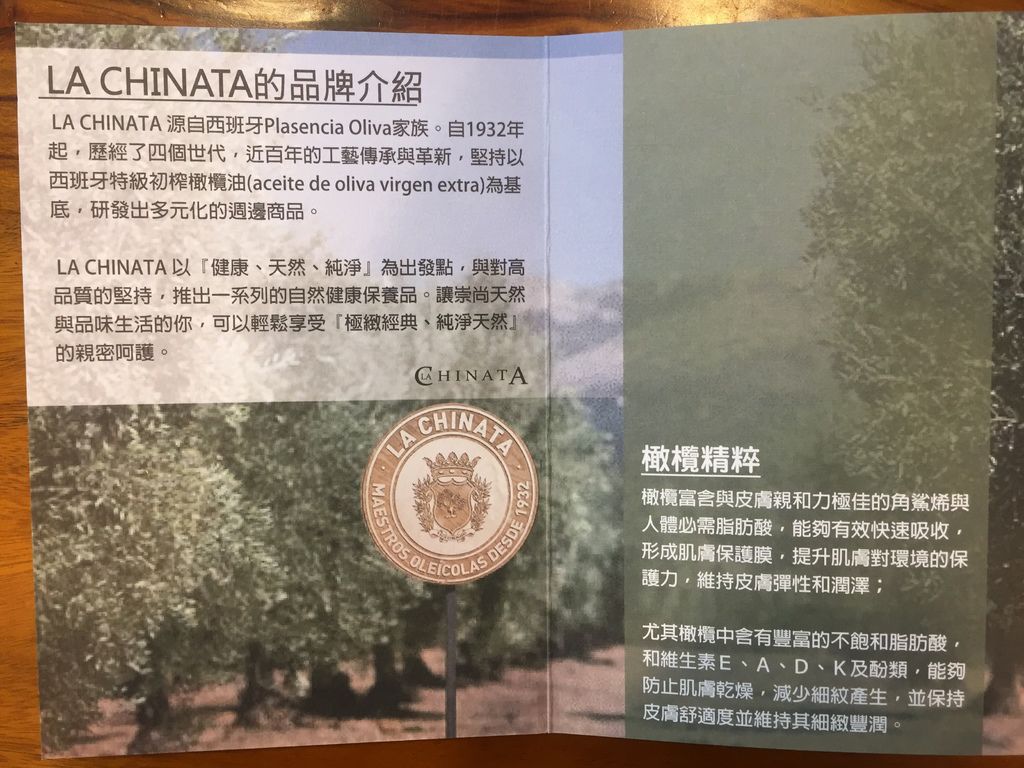 LA CHINATA的品牌介紹
LA CHINATA 源自西班牙Plasencia Oliva家族。自1932年
起，歷經了四個世代，近百年的工藝傳承與革新，堅持以
西班牙特級初榨橄欖油(aceite de oliva virgen extra)為基
底，研發出多元化的週邊商品。
LA CHINATA 以『健康、天然、純淨』為出發點，與對高
品質的堅持，推出一系列的自然健康保養品。讓崇尚天然
與品味生活的你，可以輕鬆享受『極緻經典、純淨天然』
的親密呵護。
LA CHINATA
LA CHINATA
MAESTROS OLEÍCOLAS DESDE 1932
橄欖精粹
橄欖富含與皮膚親和力極佳的角鯊烯與
人體必需脂肪酸，能夠有效快速吸收，
形成肌膚保護膜，提升肌膚對環境的保
護力，維持皮膚彈性和潤澤；
尤其橄欖中含有豐富的不飽和脂肪酸，
和維生素E、A、D、K及酚類，能夠
防止肌膚乾燥，減少細紋產生，並保持
皮膚舒適度並維持其細緻豐潤。